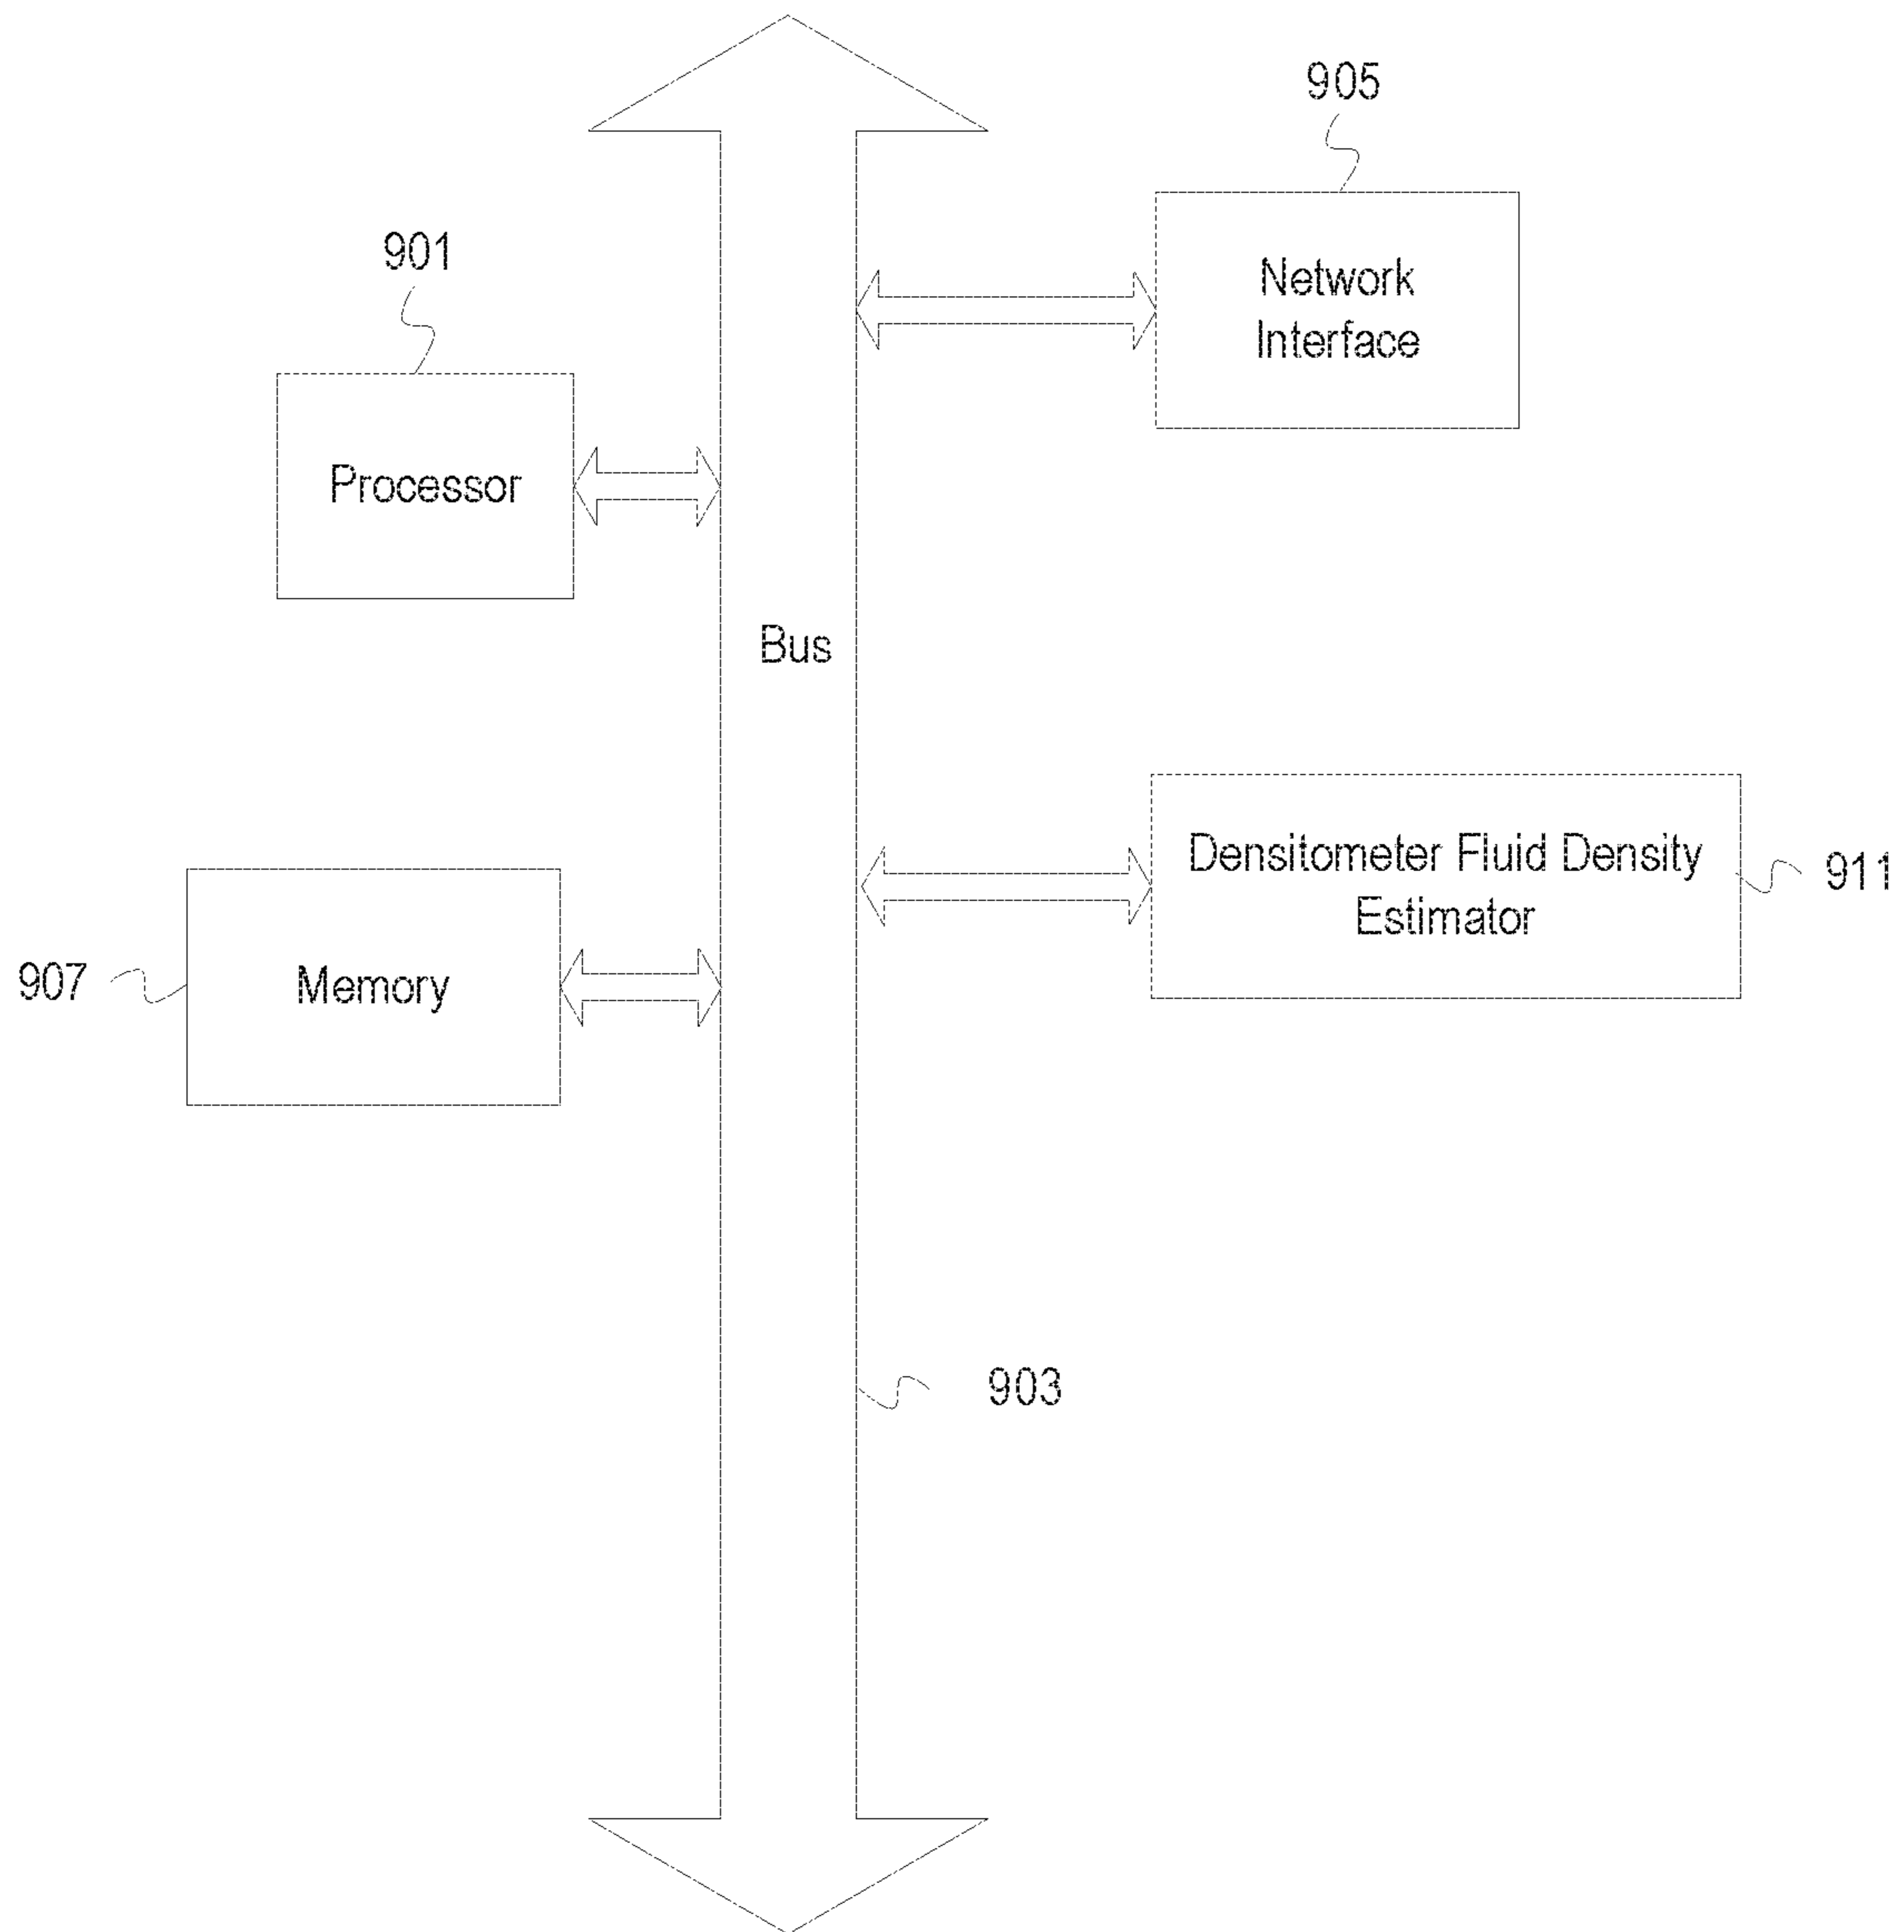 905
Network
Interface
901
Processor
Bus
Densitometer Fluid Density
Estimator
911
907
Memory
903